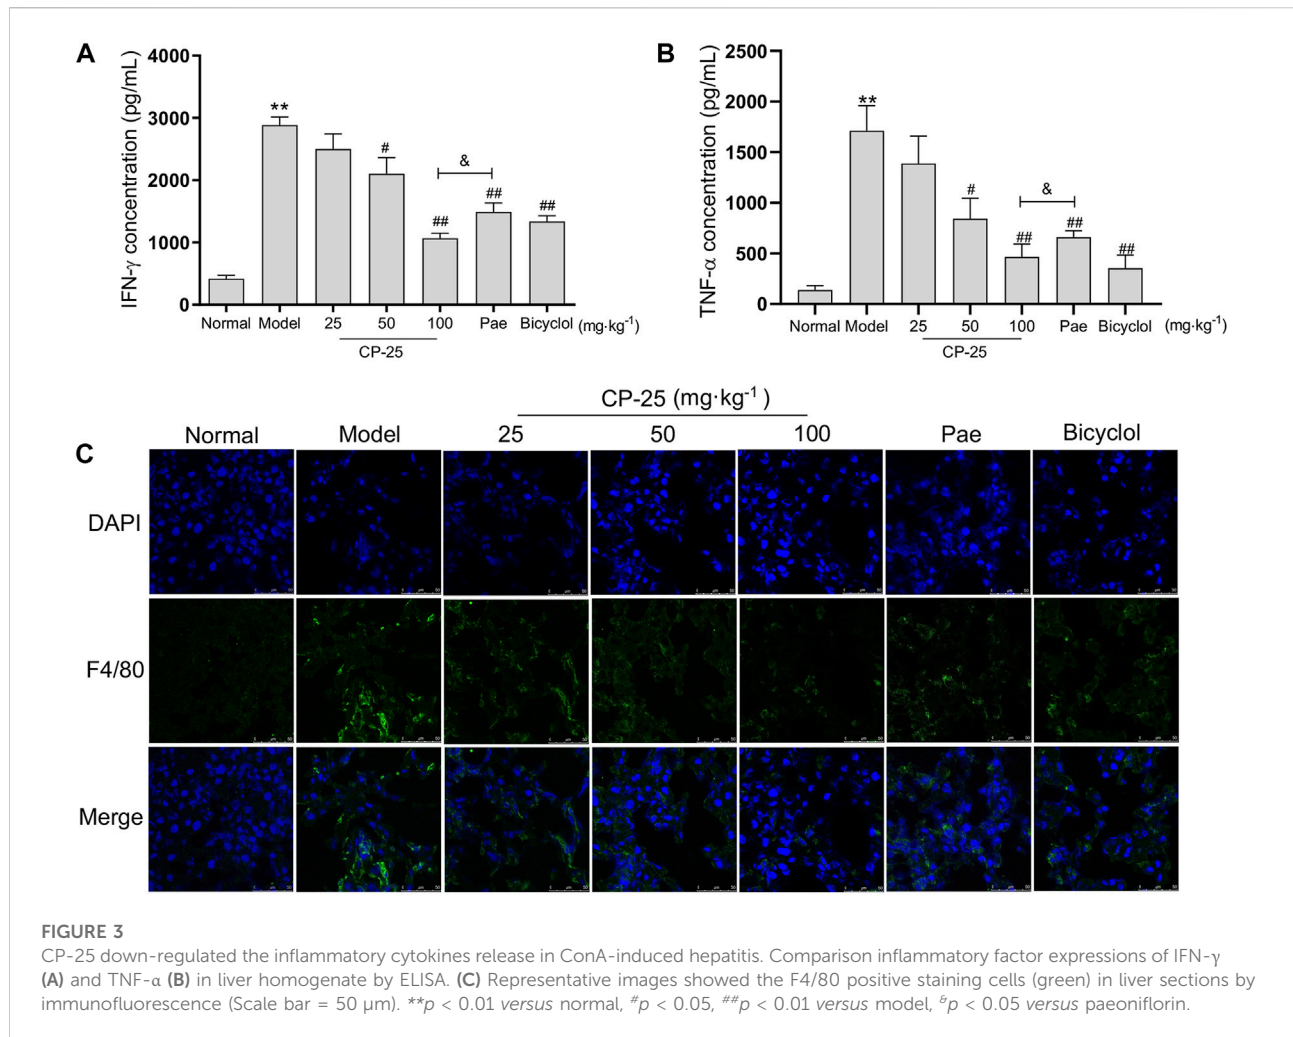 A
IFN-γ concentration (pg/mL)
4000
3000
2000
1000
0
**
#
##
&
##
##
Normal Model 25 50 100 Pae Bicyclol (mg·kg-1)
CP-25
B
TNF-α concentration (pg/mL)
2500
2000
1500
1000
500
0
**
#
##
&
##
##
Normal Model 25 50 100 Pae Bicyclol (mg·kg-1)
CP-25
CP-25 (mg·kg-1)
Normal Model 25 50 100 Pae Bicyclol
C
DAPI
F4/80
Merge
FIGURE 3
CP-25 down-regulated the inflammatory cytokines release in ConA-induced hepatitis. Comparison inflammatory factor expressions of IFN-γ
(A) and TNF-α (B) in liver homogenate by ELISA. (C) Representative images showed the F4/80 positive staining cells (green) in liver sections by
immunofluorescence (Scale bar = 50 μm). **p < 0.01 versus normal, #p < 0.05, ##p < 0.01 versus model, &p < 0.05 versus paeoniflorin.